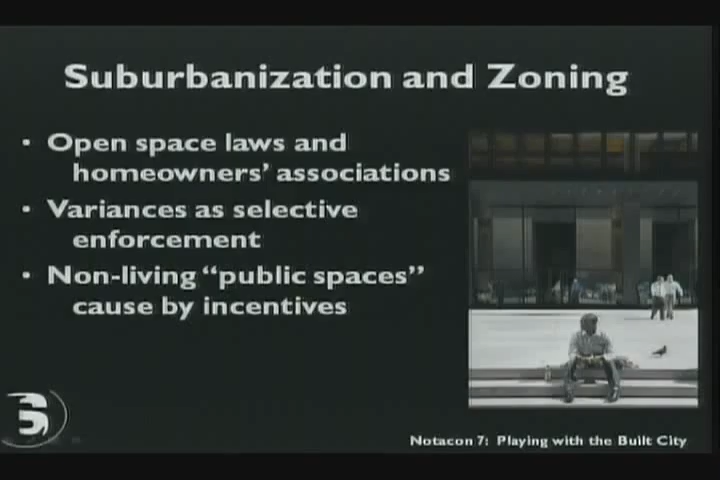 Suburbanization and Zoning
• Open space laws and
homeowners' associations
• Variances as selective
enforcement
• Non-living “public spaces”
cause by incentives
S
Notacon 7: Playing with the Built City